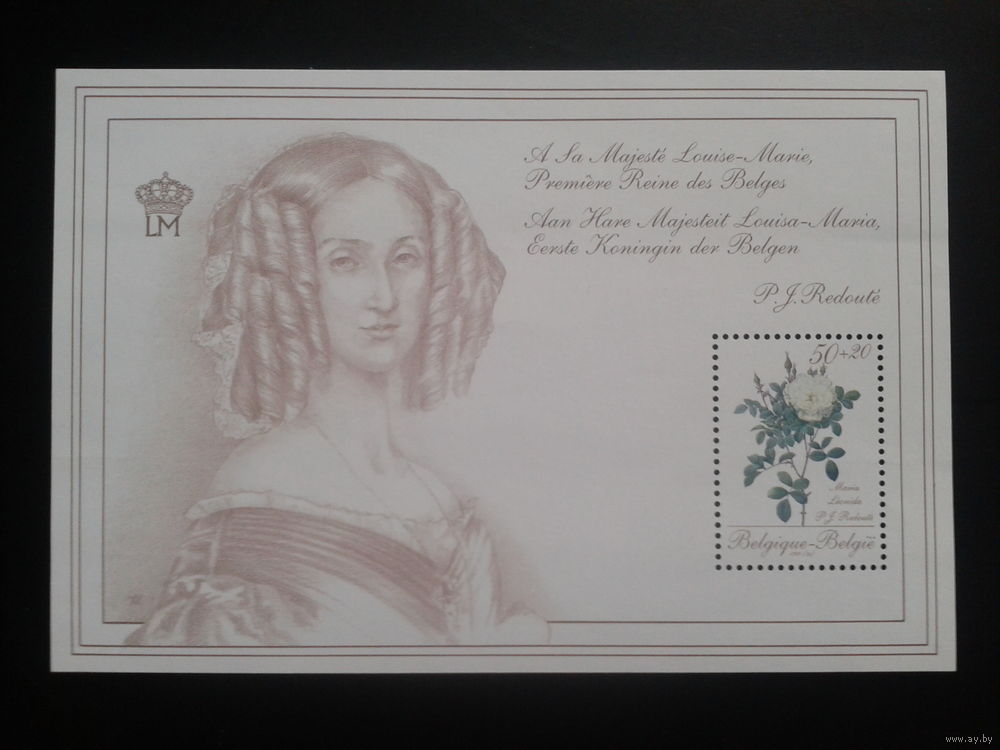 LM
A Sa Majesté Louise-Marie,
Première Reine des Belges
Aan Hare Majesteit Louisa-Maria,
Eerste Koningin der Belgen
P.J. Redouté
50+20
Maria
Léonida
P.J. Redouté
Belgique-België
www.ay.by